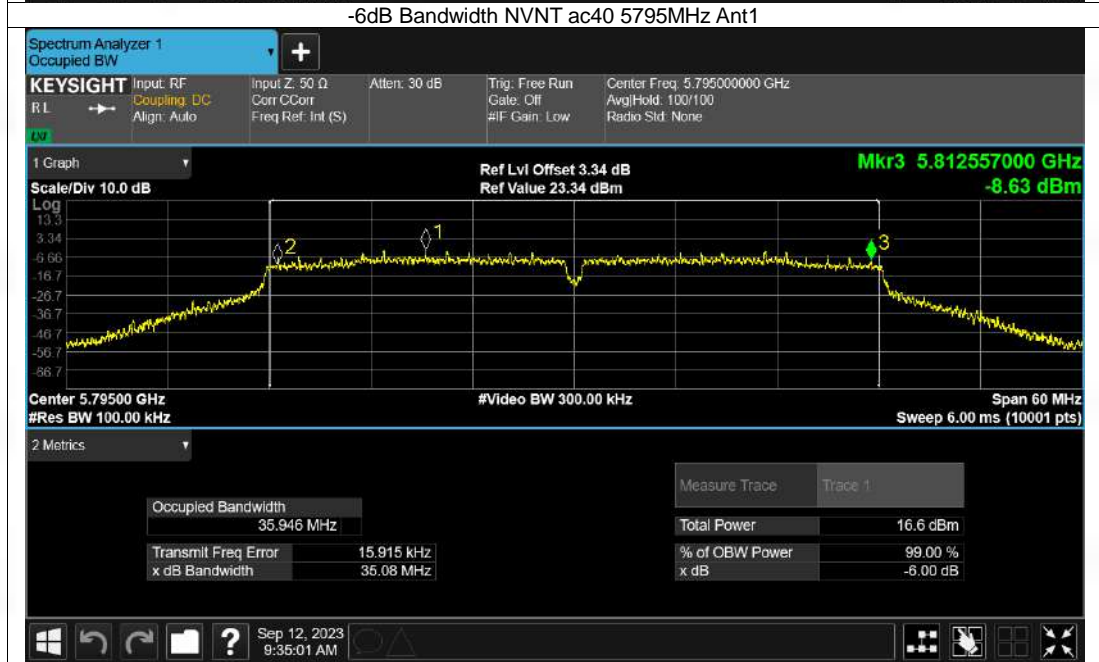 -6dB Bandwidth NVNT ac40 5795MHz Ant1
Spectrum Analyzer 1
Occupied BW
+
KEYSIGHT Input: RF Input Z: 50 Ω Atten: 30 dB Trig: Free Run Center Freq: 5.795000000 GHz
RL Coupling: DC Corr CCorr Gate: Off Avg|Hold: 100/100
Align: Auto Freq Ref: Int (S) #IF Gain: Low Radio Std: None
LXI
1 Graph Ref Lvl Offset 3.34 dB Mkr3 5.812557000 GHz
Scale/Div 10.0 dB Ref Value 23.34 dBm -8.63 dBm
Log
13.3
3.34
-6.66
-16.7
-26.7
-36.7
-46.7
-56.7
-66.7
2
1
3
Center 5.79500 GHz #Video BW 300.00 kHz Span 60 MHz
#Res BW 100.00 kHz Sweep 6.00 ms (10001 pts)
2 Metrics
Measure Trace Trace 1
Occupied Bandwidth
35.946 MHz Total Power 16.6 dBm
Transmit Freq Error 15.915 kHz % of OBW Power 99.00 %
x dB Bandwidth 35.08 MHz x dB -6.00 dB
? Sep 12, 2023
9:35:01 AM